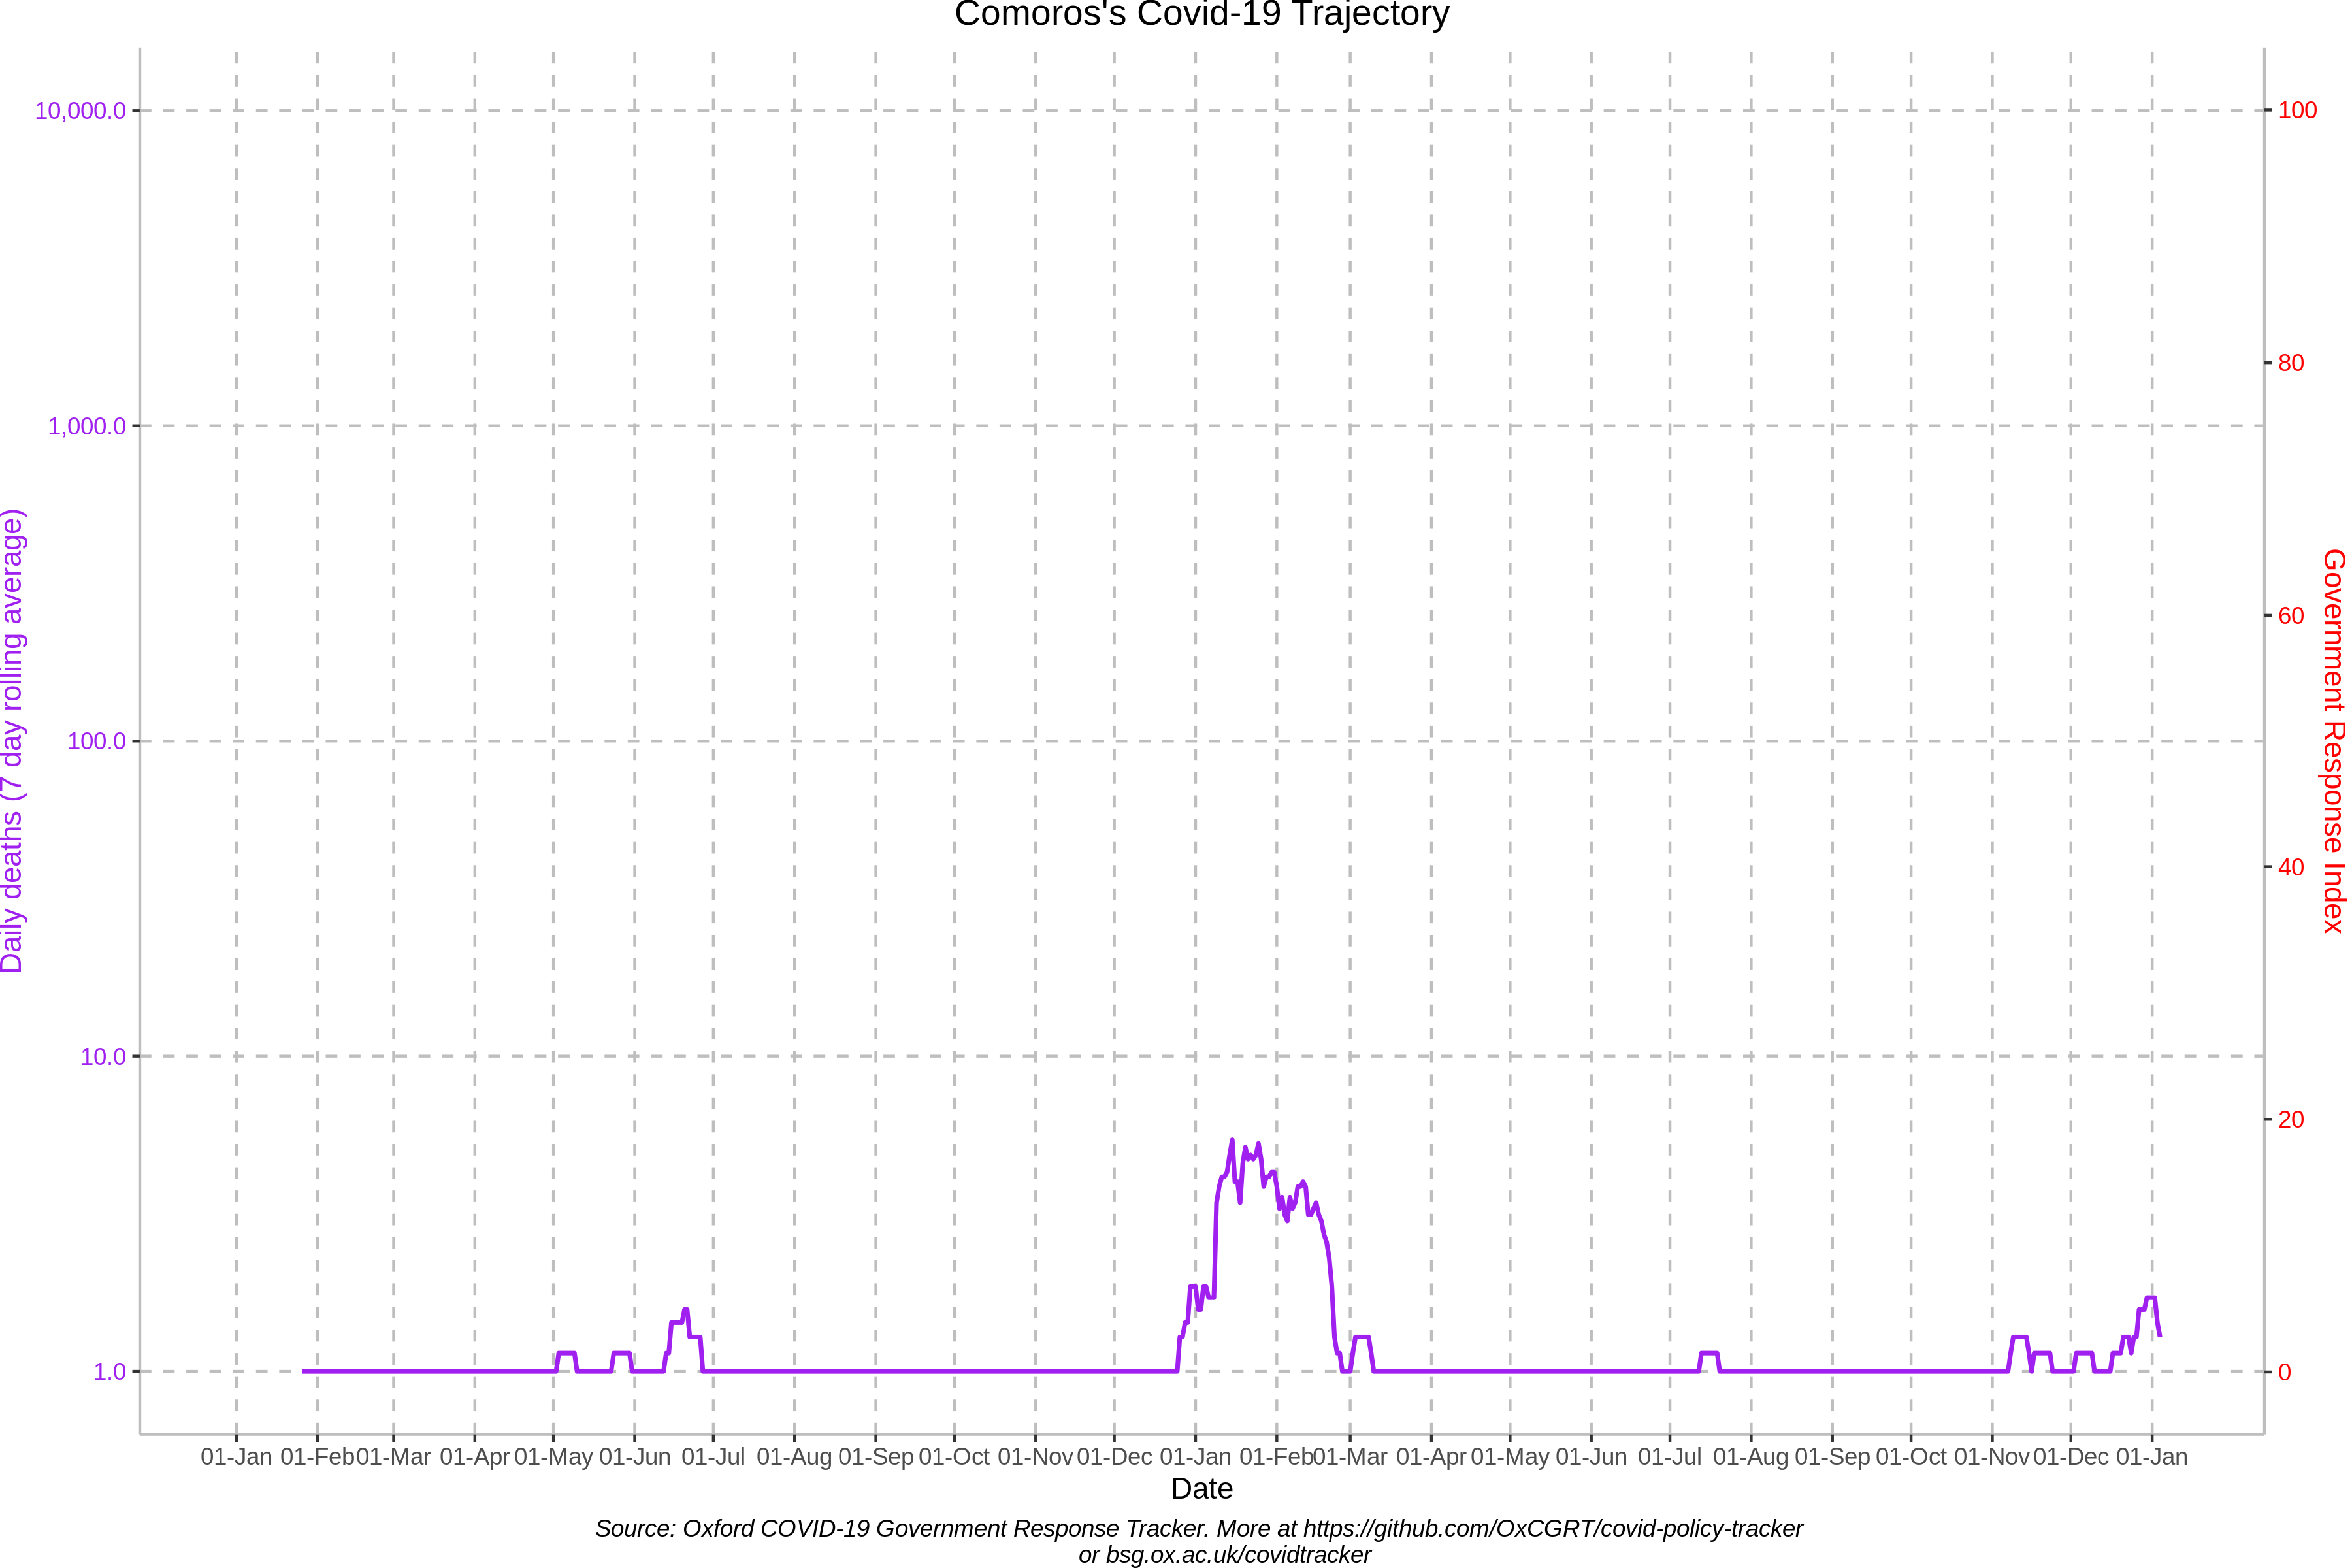 Comoros's Covid-19 Trajectory
10,000.0
1,000.0
100.0
10.0
1.0
Daily deaths (7 day rolling average)
100
80
60
40
20
0
Government Response Index
01-Jan 01-Feb 01-Mar 01-Apr 01-May 01-Jun 01-Jul 01-Aug 01-Sep 01-Oct 01-Nov 01-Dec 01-Jan 01-Feb 01-Mar 01-Apr 01-May 01-Jun 01-Jul 01-Aug 01-Sep 01-Oct 01-Nov 01-Dec 01-Jan
Date
Source: Oxford COVID-19 Government Response Tracker. More at https://github.com/OxCGRT/covid-policy-tracker
or bsg.ox.ac.uk/covidtracker